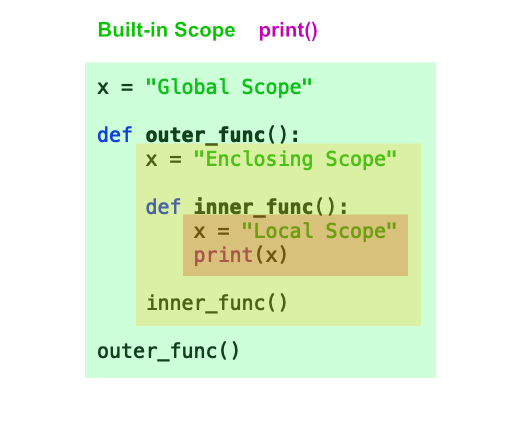 Built-in Scope print()
x = "Global Scope"
def outer_func():
x = "Enclosing Scope"
def inner_func():
x = "Local Scope"
print(x)
inner_func()
outer_func()